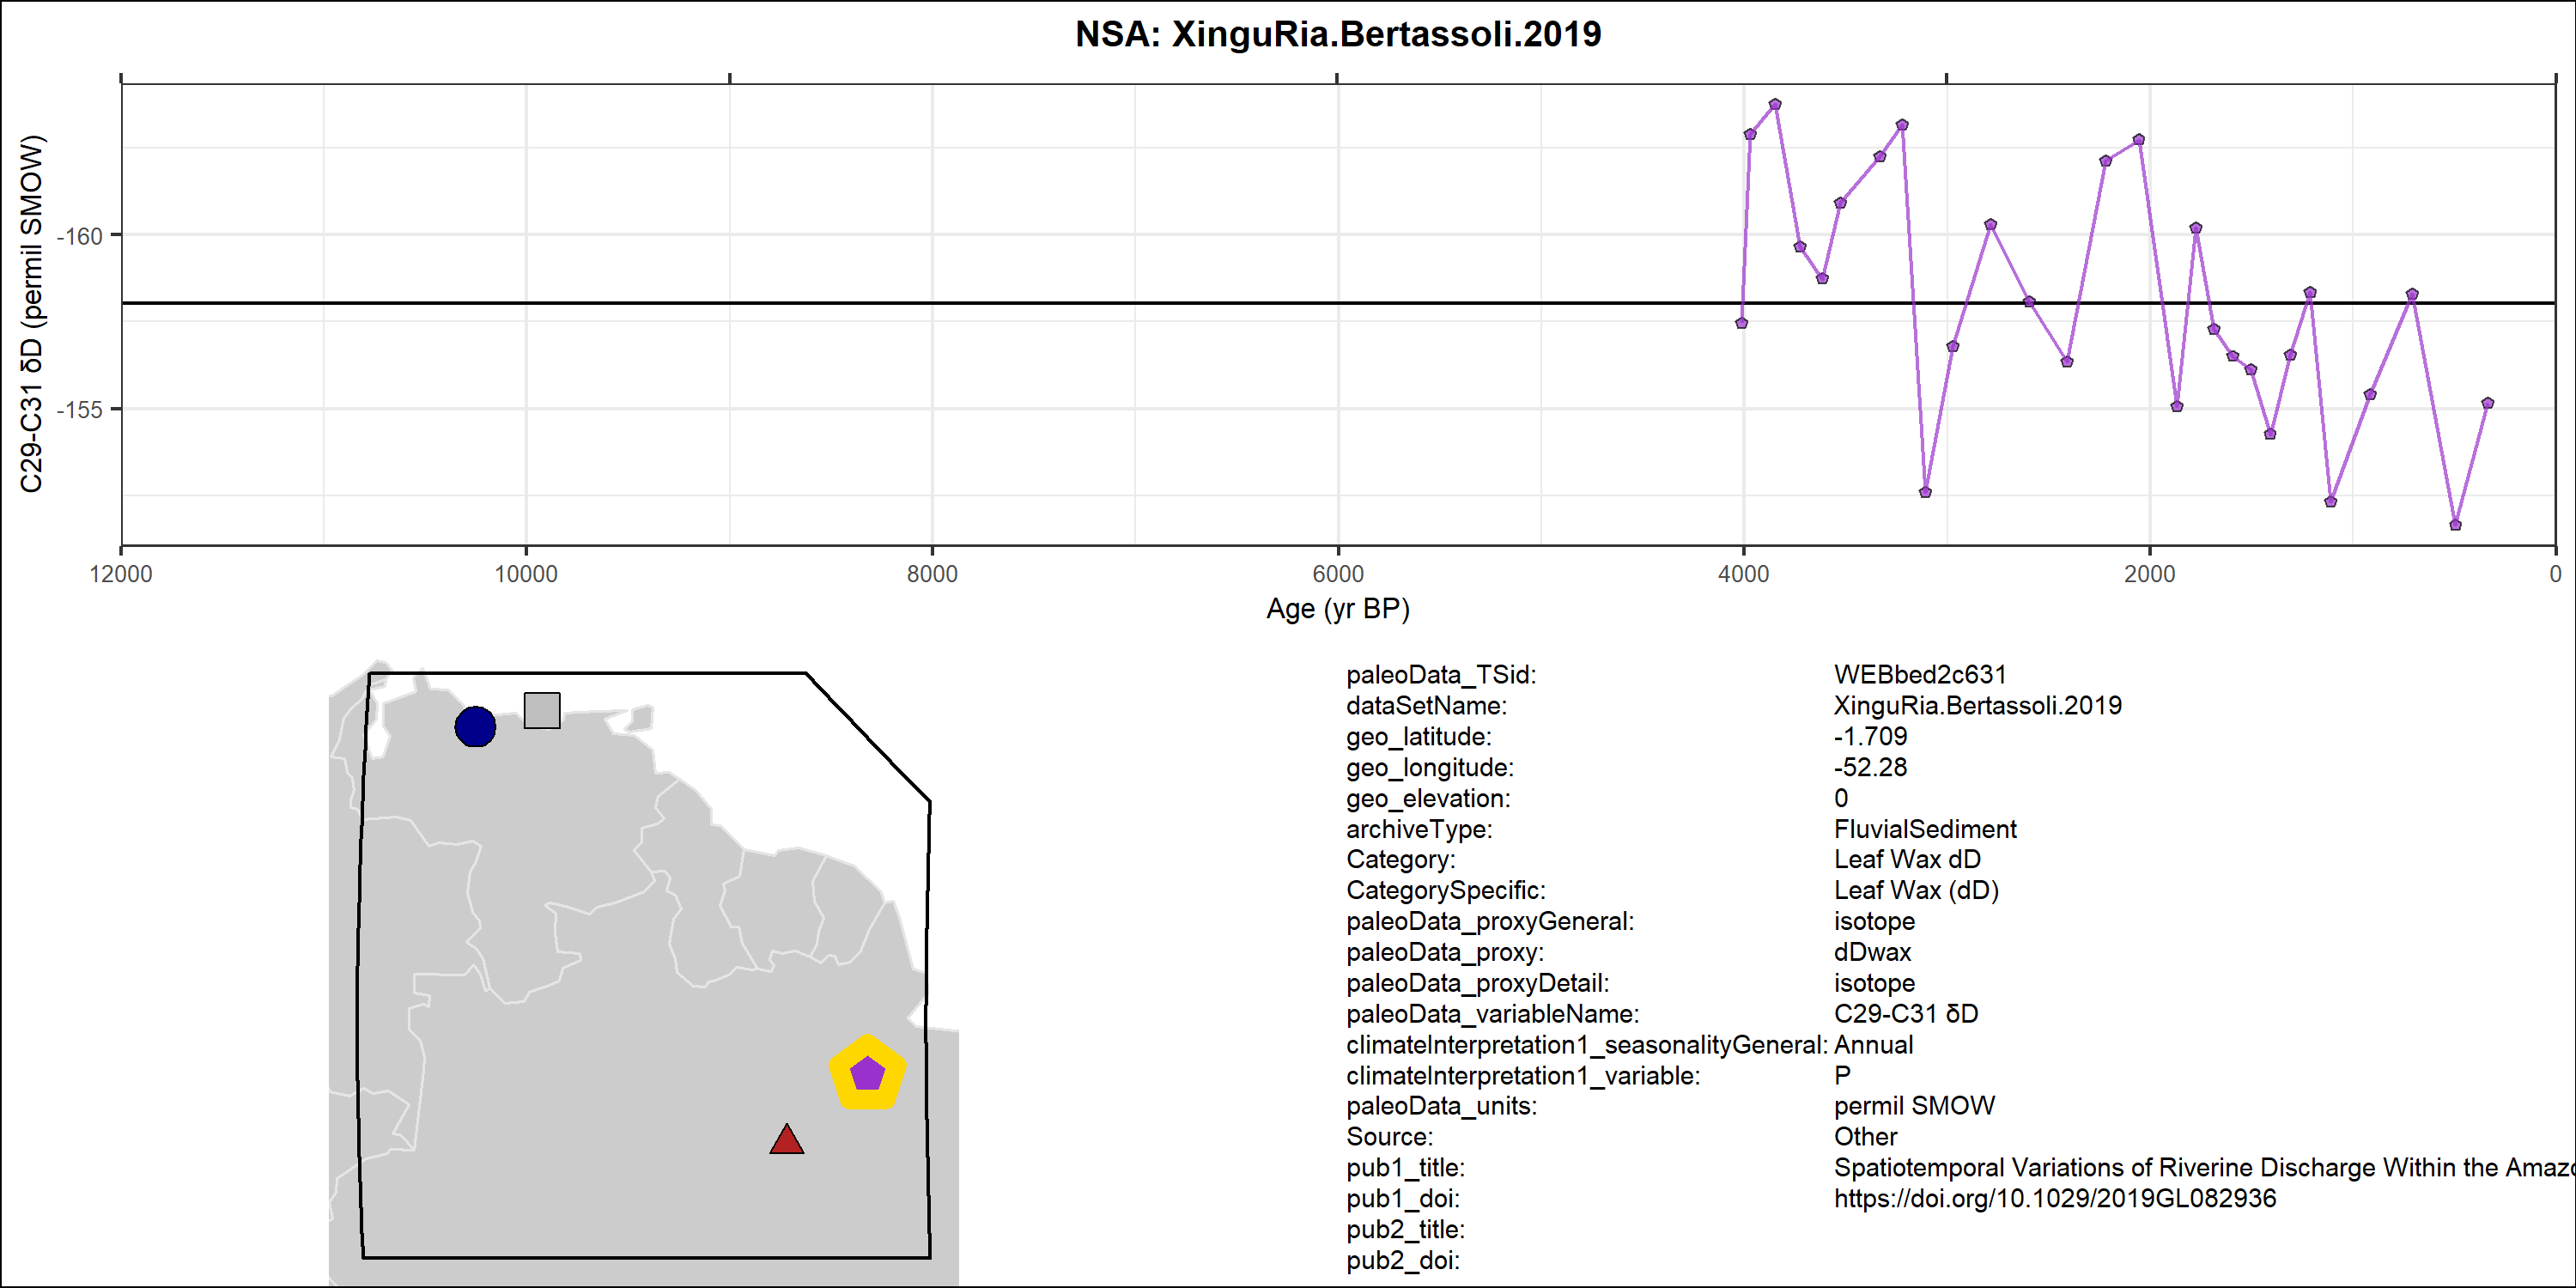 NSA: XinguRia.Bertassoli.2019
C29-C31 δD (permil SMOW)
-160
-155
12000 10000 8000 6000 4000 2000 0
Age (yr BP)
paleoData_TSid: WEBbed2c631
dataSetName: XinguRia.Bertassoli.2019
geo_latitude: -1.709
geo_longitude: -52.28
geo_elevation: 0
archiveType: FluvialSediment
Category: Leaf Wax dD
CategorySpecific: Leaf Wax (dD)
paleoData_proxyGeneral: isotope
paleoData_proxy: dDwax
paleoData_proxyDetail: isotope
paleoData_variableName: C29-C31 δD
climateInterpretation1_seasonalityGeneral: Annual
climateInterpretation1_variable: P
paleoData_units: permil SMOW
Source: Other
pub1_title: Spatiotemporal Variations of Riverine Discharge Within the
pub1_doi: https://doi.org/10.1029/2019GL082936
pub2_title:
pub2_doi: